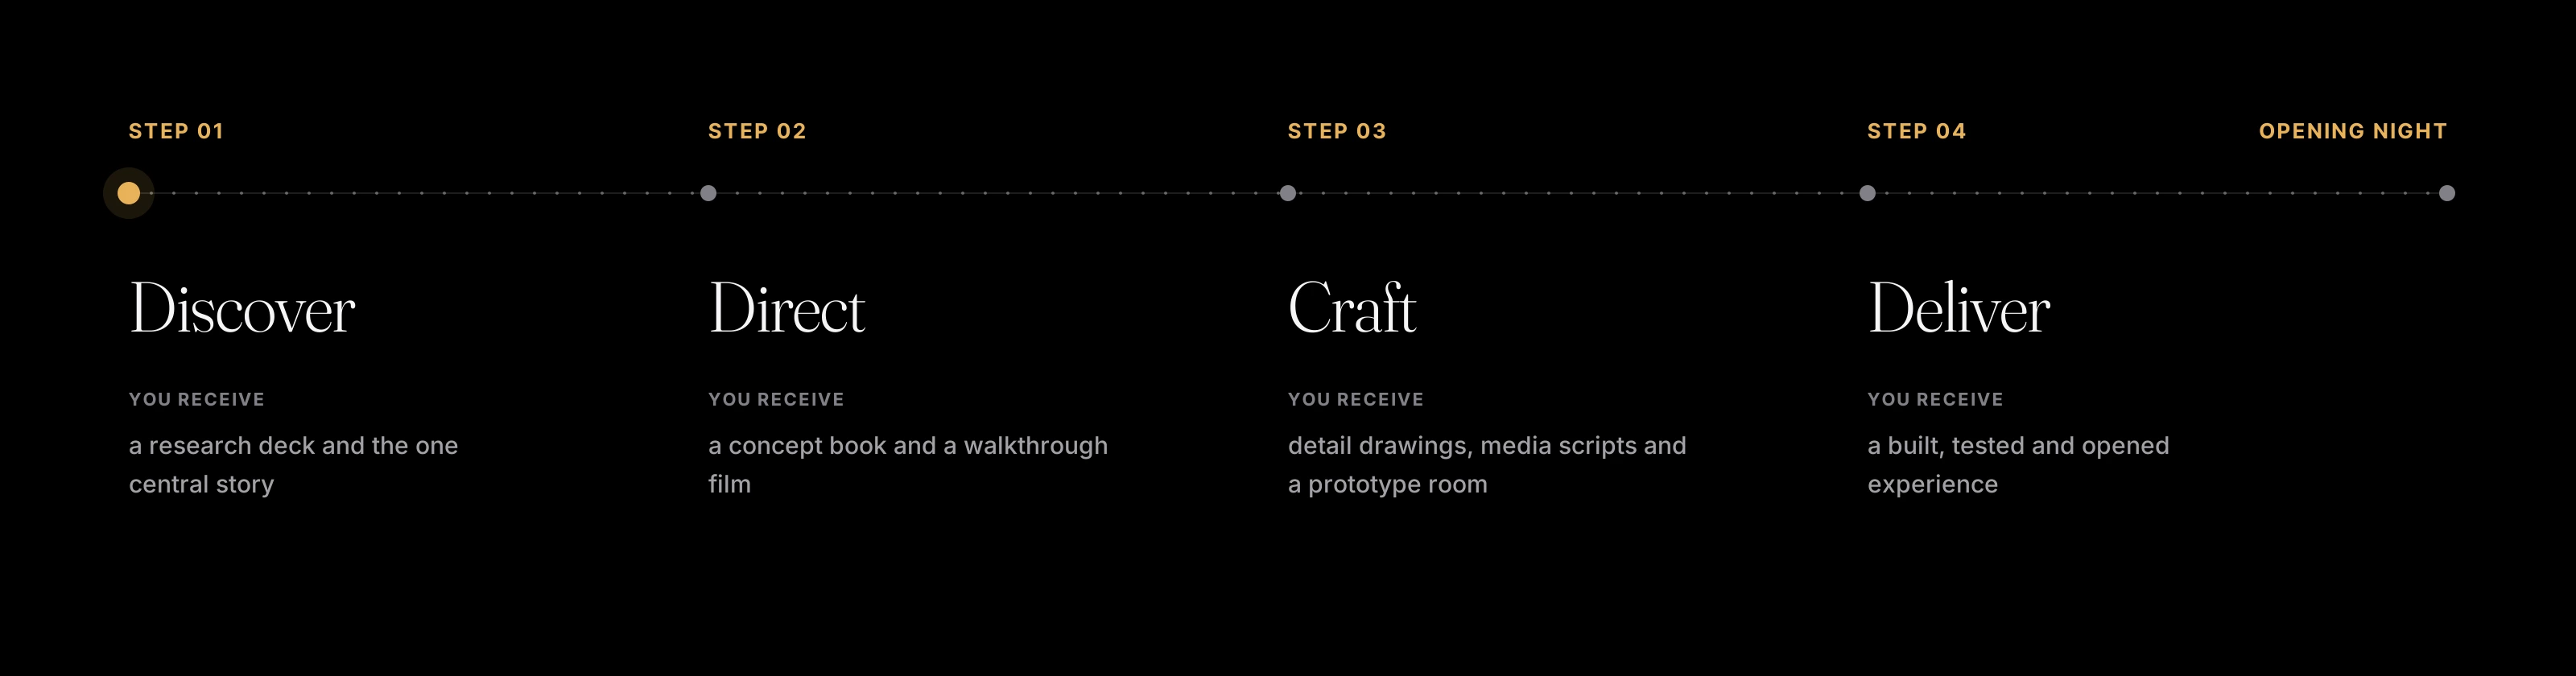 STEP 01
STEP 02
STEP 03
STEP 04
OPENING NIGHT
Discover
YOU RECEIVE
a research deck and the one
central story
Direct
YOU RECEIVE
a concept book and a walkthrough
film
Craft
YOU RECEIVE
detail drawings, media scripts and
a prototype room
Deliver
YOU RECEIVE
a built, tested and opened
experience